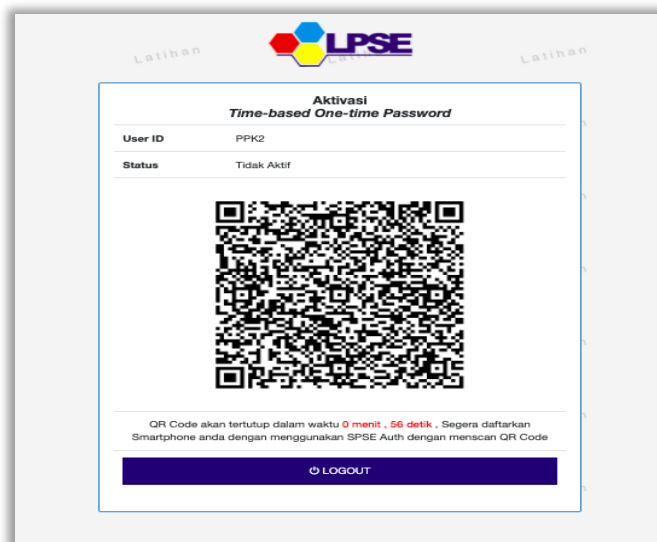 LPSE
Latihan
Latihan
Aktivasi
Time-based One-time Password
User ID PPK2
Status Tidak Aktif
QR Code akan tertutup dalam waktu 0 menit , 56 detik , Segera daftarkan
Smartphone anda dengan menggunakan SPSE Auth dengan menscan QR Code
LOGOUT